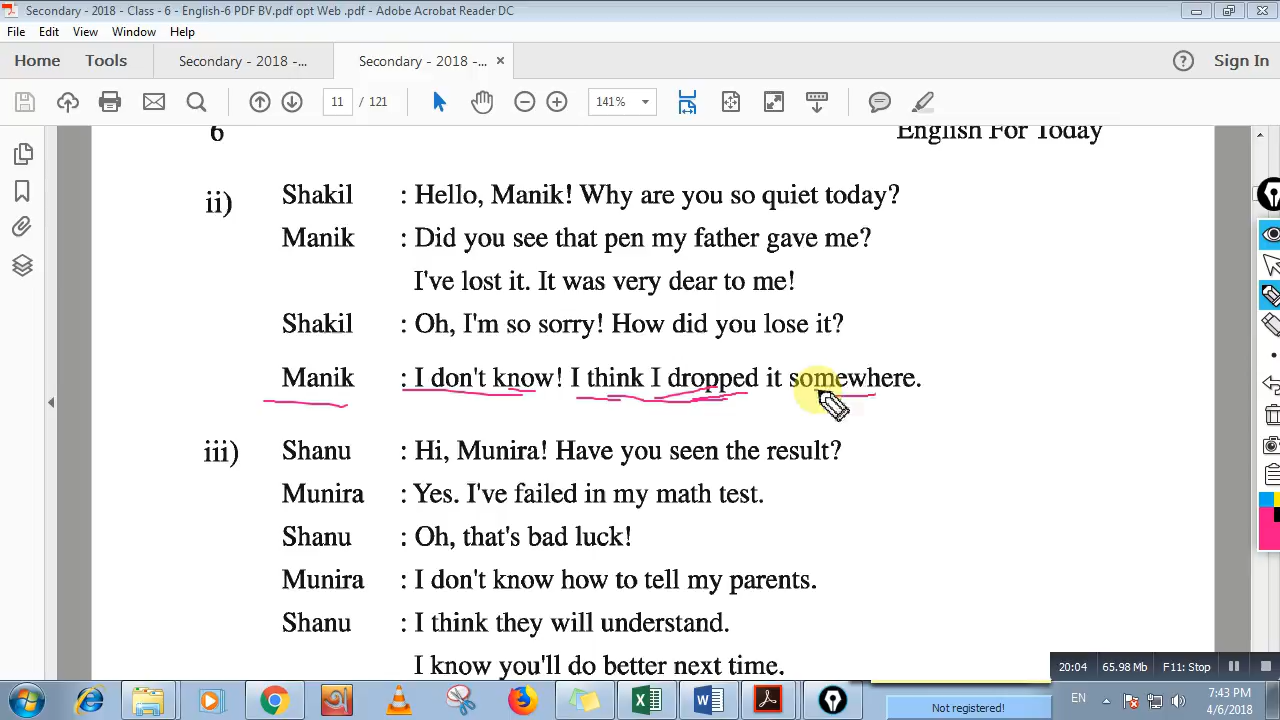 Secondary - 2018 - Class - 6 - English-6 PDF BV.pdf opt Web .pdf - Adobe Acrobat Reader DC
File Edit View Window Help
Home Tools Secondary - 2018 -... Secondary - 2018 -... × ? Sign In
11 / 121 141%
6 English For Today
ii) Shakil : Hello, Manik! Why are you so quiet today?
Manik : Did you see that pen my father gave me?
I've lost it. It was very dear to me!
Shakil : Oh, I'm so sorry! How did you lose it?
Manik : I don't know! I think I dropped it somewhere.
iii) Shanu : Hi, Munira! Have you seen the result?
Munira : Yes. I've failed in my math test.
Shanu : Oh, that's bad luck!
Munira : I don't know how to tell my parents.
Shanu : I think they will understand.
I know you'll do better next time.
20:04 65.98 Mb F11: Stop
EN 7:43 PM
4/6/2018
Not registered!